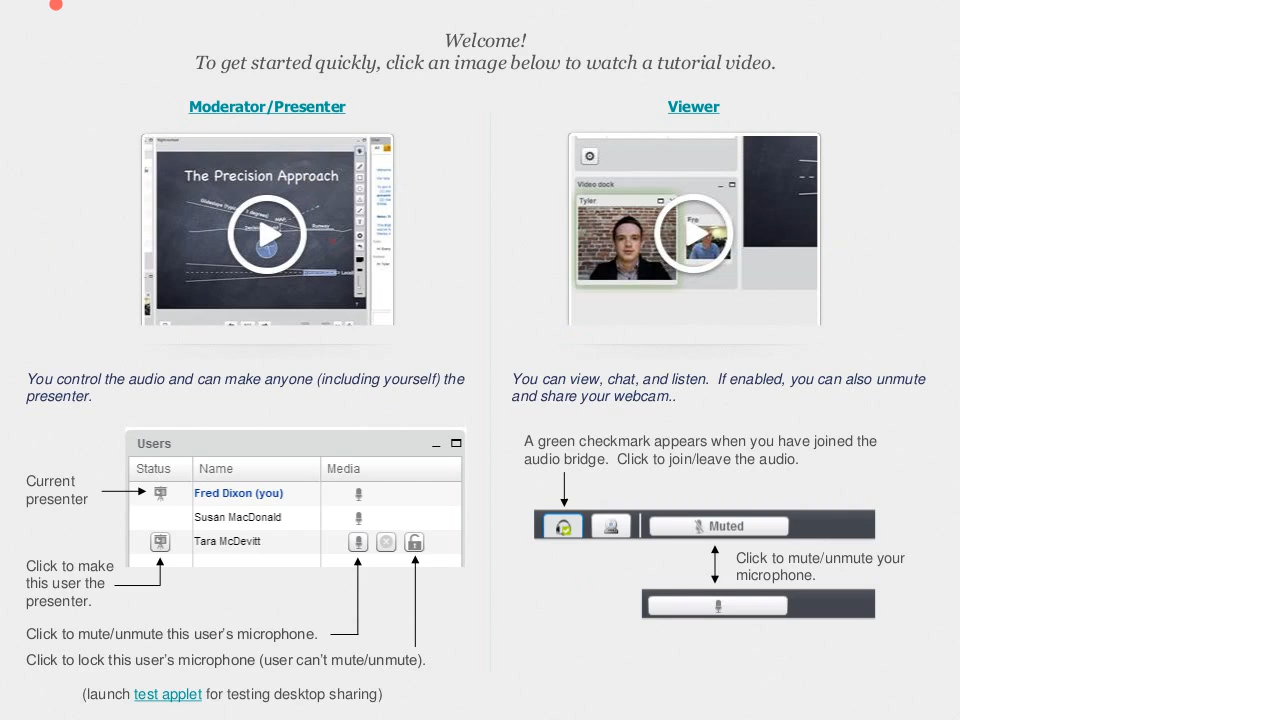 Welcome!
To get started quickly, click an image below to watch a tutorial video.
Moderator/Presenter
The Precision Approach
Runway
You control the audio and can make anyone (including yourself) the
presenter.
Users
Status Name Media
Current
presenter
Fred Dixon (you)
Susan MacDonald
Tara McDevitt
Click to make
this user the
presenter.
Click to mute/unmute this user’s microphone.
Click to lock this user’s microphone (user can’t mute/unmute).
(launch test applet for testing desktop sharing)
Viewer
Video dock
Tyler
Fre
You can view, chat, and listen.  If enabled, you can also unmute
and share your webcam..
A green checkmark appears when you have joined the
audio bridge.  Click to join/leave the audio.
Muted
Click to mute/unmute your
microphone.